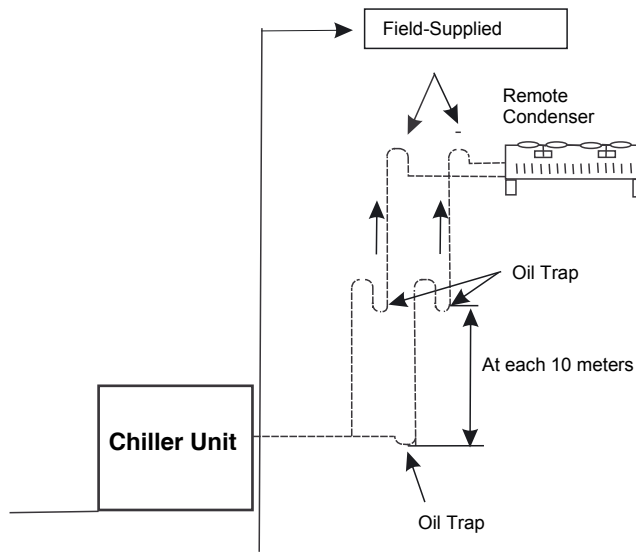 Field-Supplied
Remote
Condenser
Oil Trap
At each 10 meters
Chiller Unit
Oil Trap